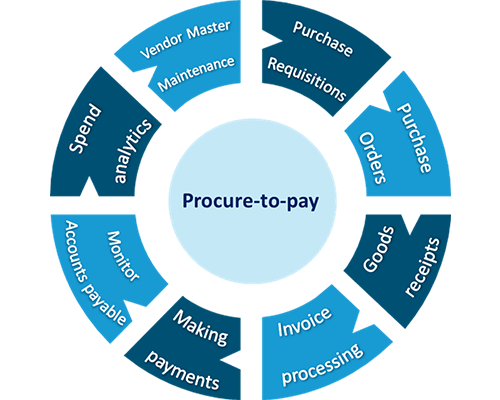 Procure-to-pay
Purchase
Requisitions
Purchase
Orders
Goods
receipts
Invoice
processing
Making
payments
Monitor
Accounts payable
Spend
analytics
Vendor Master
Maintenance